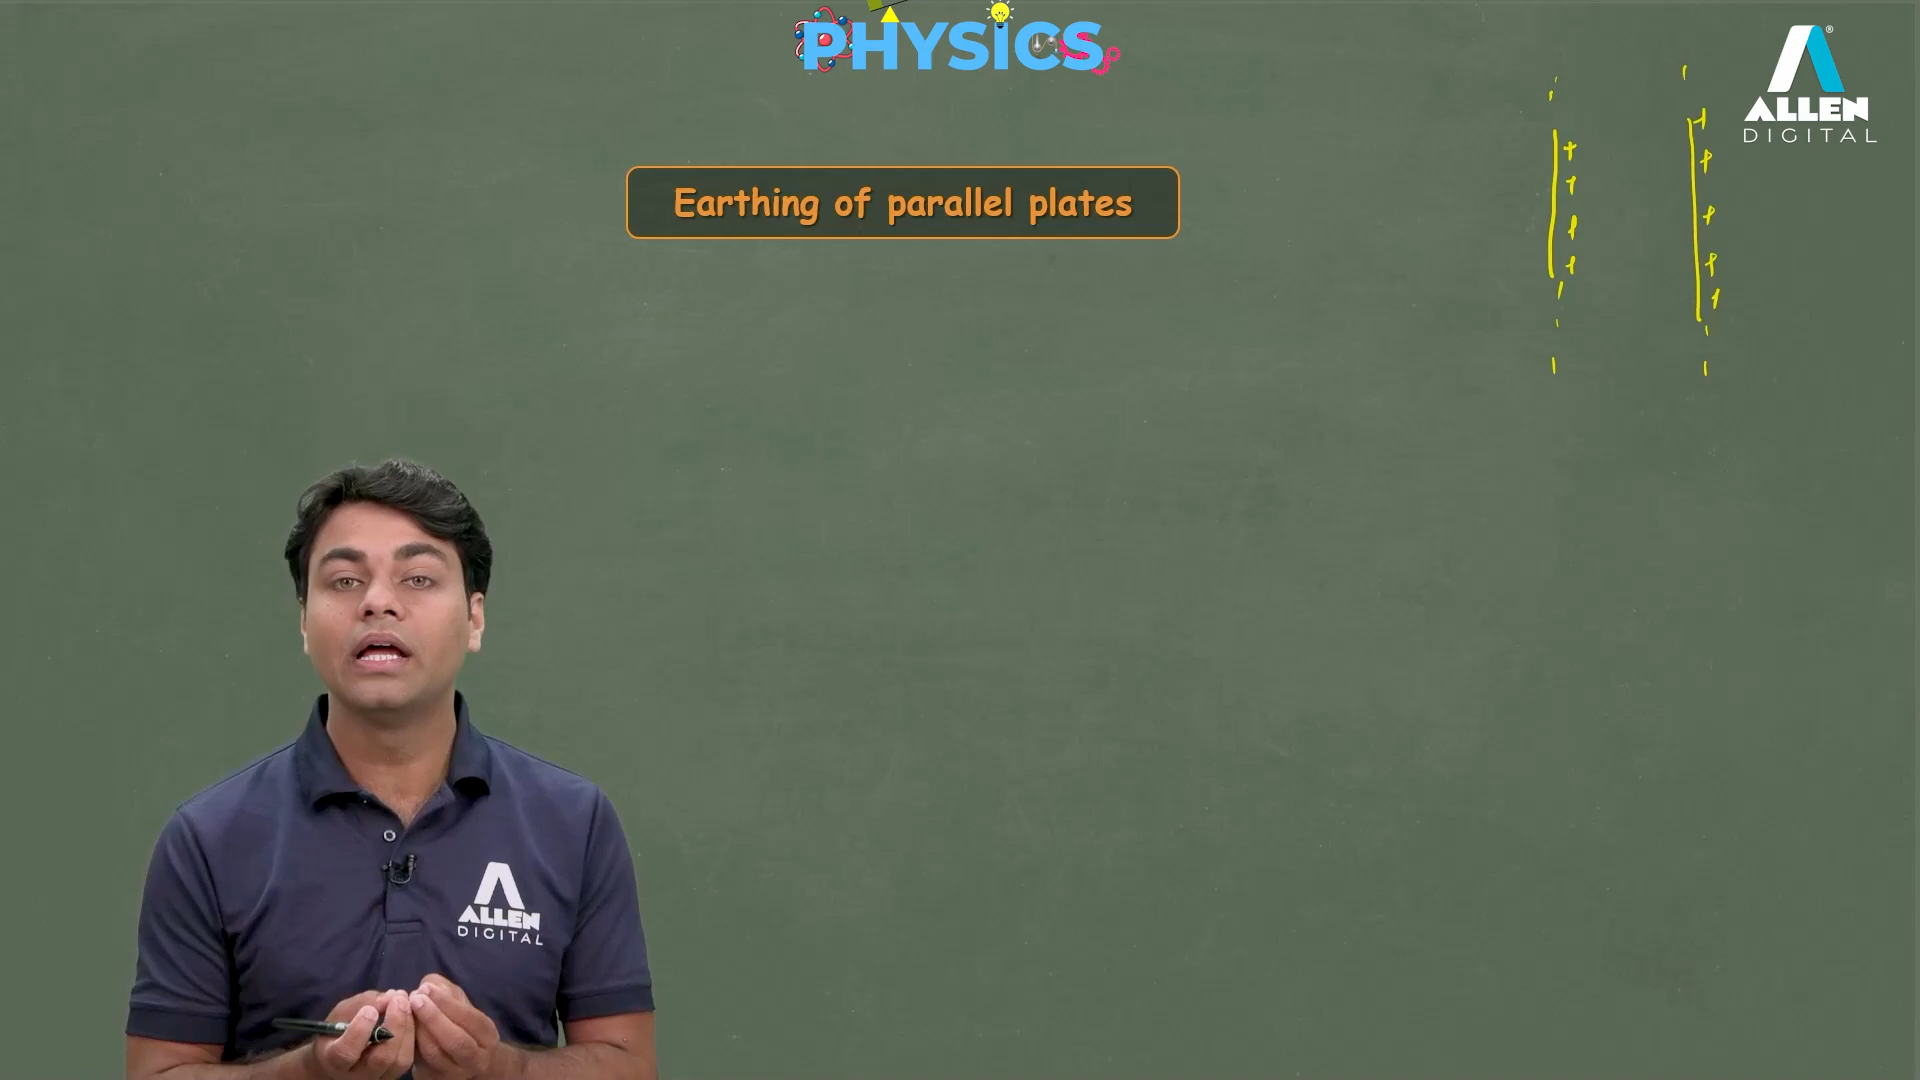 PHYSICS
ALLEN
DIGITAL
Earthing of parallel plates
+ + + +
+ + + + +
ALLEN
DIGITAL